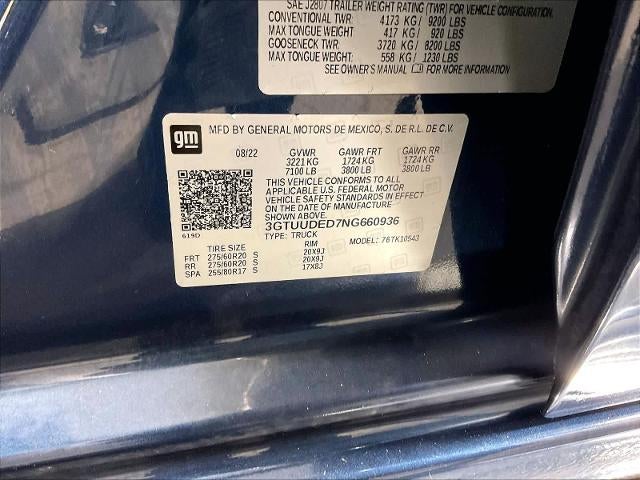 SAE J2807 TRAILER WEIGHT RATING (TWR) FOR VEHICLE CONFIGURATION.
CONVENTIONAL TWR: 4173 KG/ 9200 LBS
MAX TONGUE WEIGHT: 417 KG/ 920 LBS
GOOSENECK TWR: 3720 KG/ 8200 LBS
MAX TONGUE WEIGHT: 558 KG/ 1230 LBS
SEE OWNER'S MANUAL FOR MORE INFORMATION
gm
MFD BY GENERAL MOTORS DE MEXICO, S. DE R.L. DE C.V.
08/22 GVWR GAWR FRT GAWR RR
3221 KG 1724 KG 1724 KG
7100 LB 3800 LB 3800 LB
THIS VEHICLE CONFORMS TO ALL
APPLICABLE U.S. FEDERAL MOTOR
VEHICLE SAFETY STANDARDS IN EFFECT
ON THE DATE OF MANUFACTURE
3GTUUDED7NG660936
619D TYPE: TRUCK MODEL: 76TK10543
TIRE SIZE RIM
FRT 275/60R20 S 20X9J
RR 275/60R20 S 20X9J
SPA 255/80R17 S 17X8J